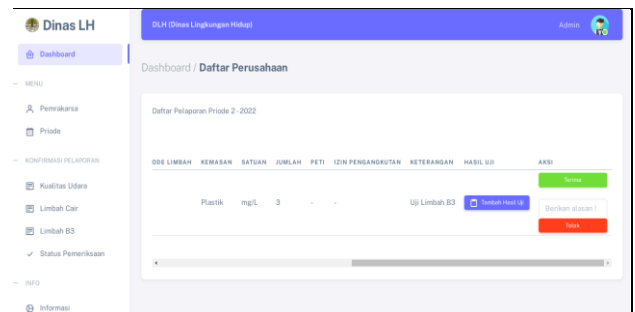 Dinas LH
DLH (Dinas Lingkungan Hidup)
Admin
Dashboard
Dashboard / Daftar Perusahaan
MENU
Pemrakarsa
Priode
KONFIRMASI PELAPORAN
Kualitas Udara
Limbah Cair
Limbah B3
Status Pemeriksaan
INFO
Informasi
Daftar Pelaporan Priode 2 - 2022
ODE LIMBAH KEMASAN SATUAN JUMLAH PETI IZIN PENGANGKUTAN KETERANGAN HASIL UJI AKSI
Plastik mg/L 3 - - Uji Limbah B3 Tambah Hasil Uji
Terima
Berikan alasan !
Tolak